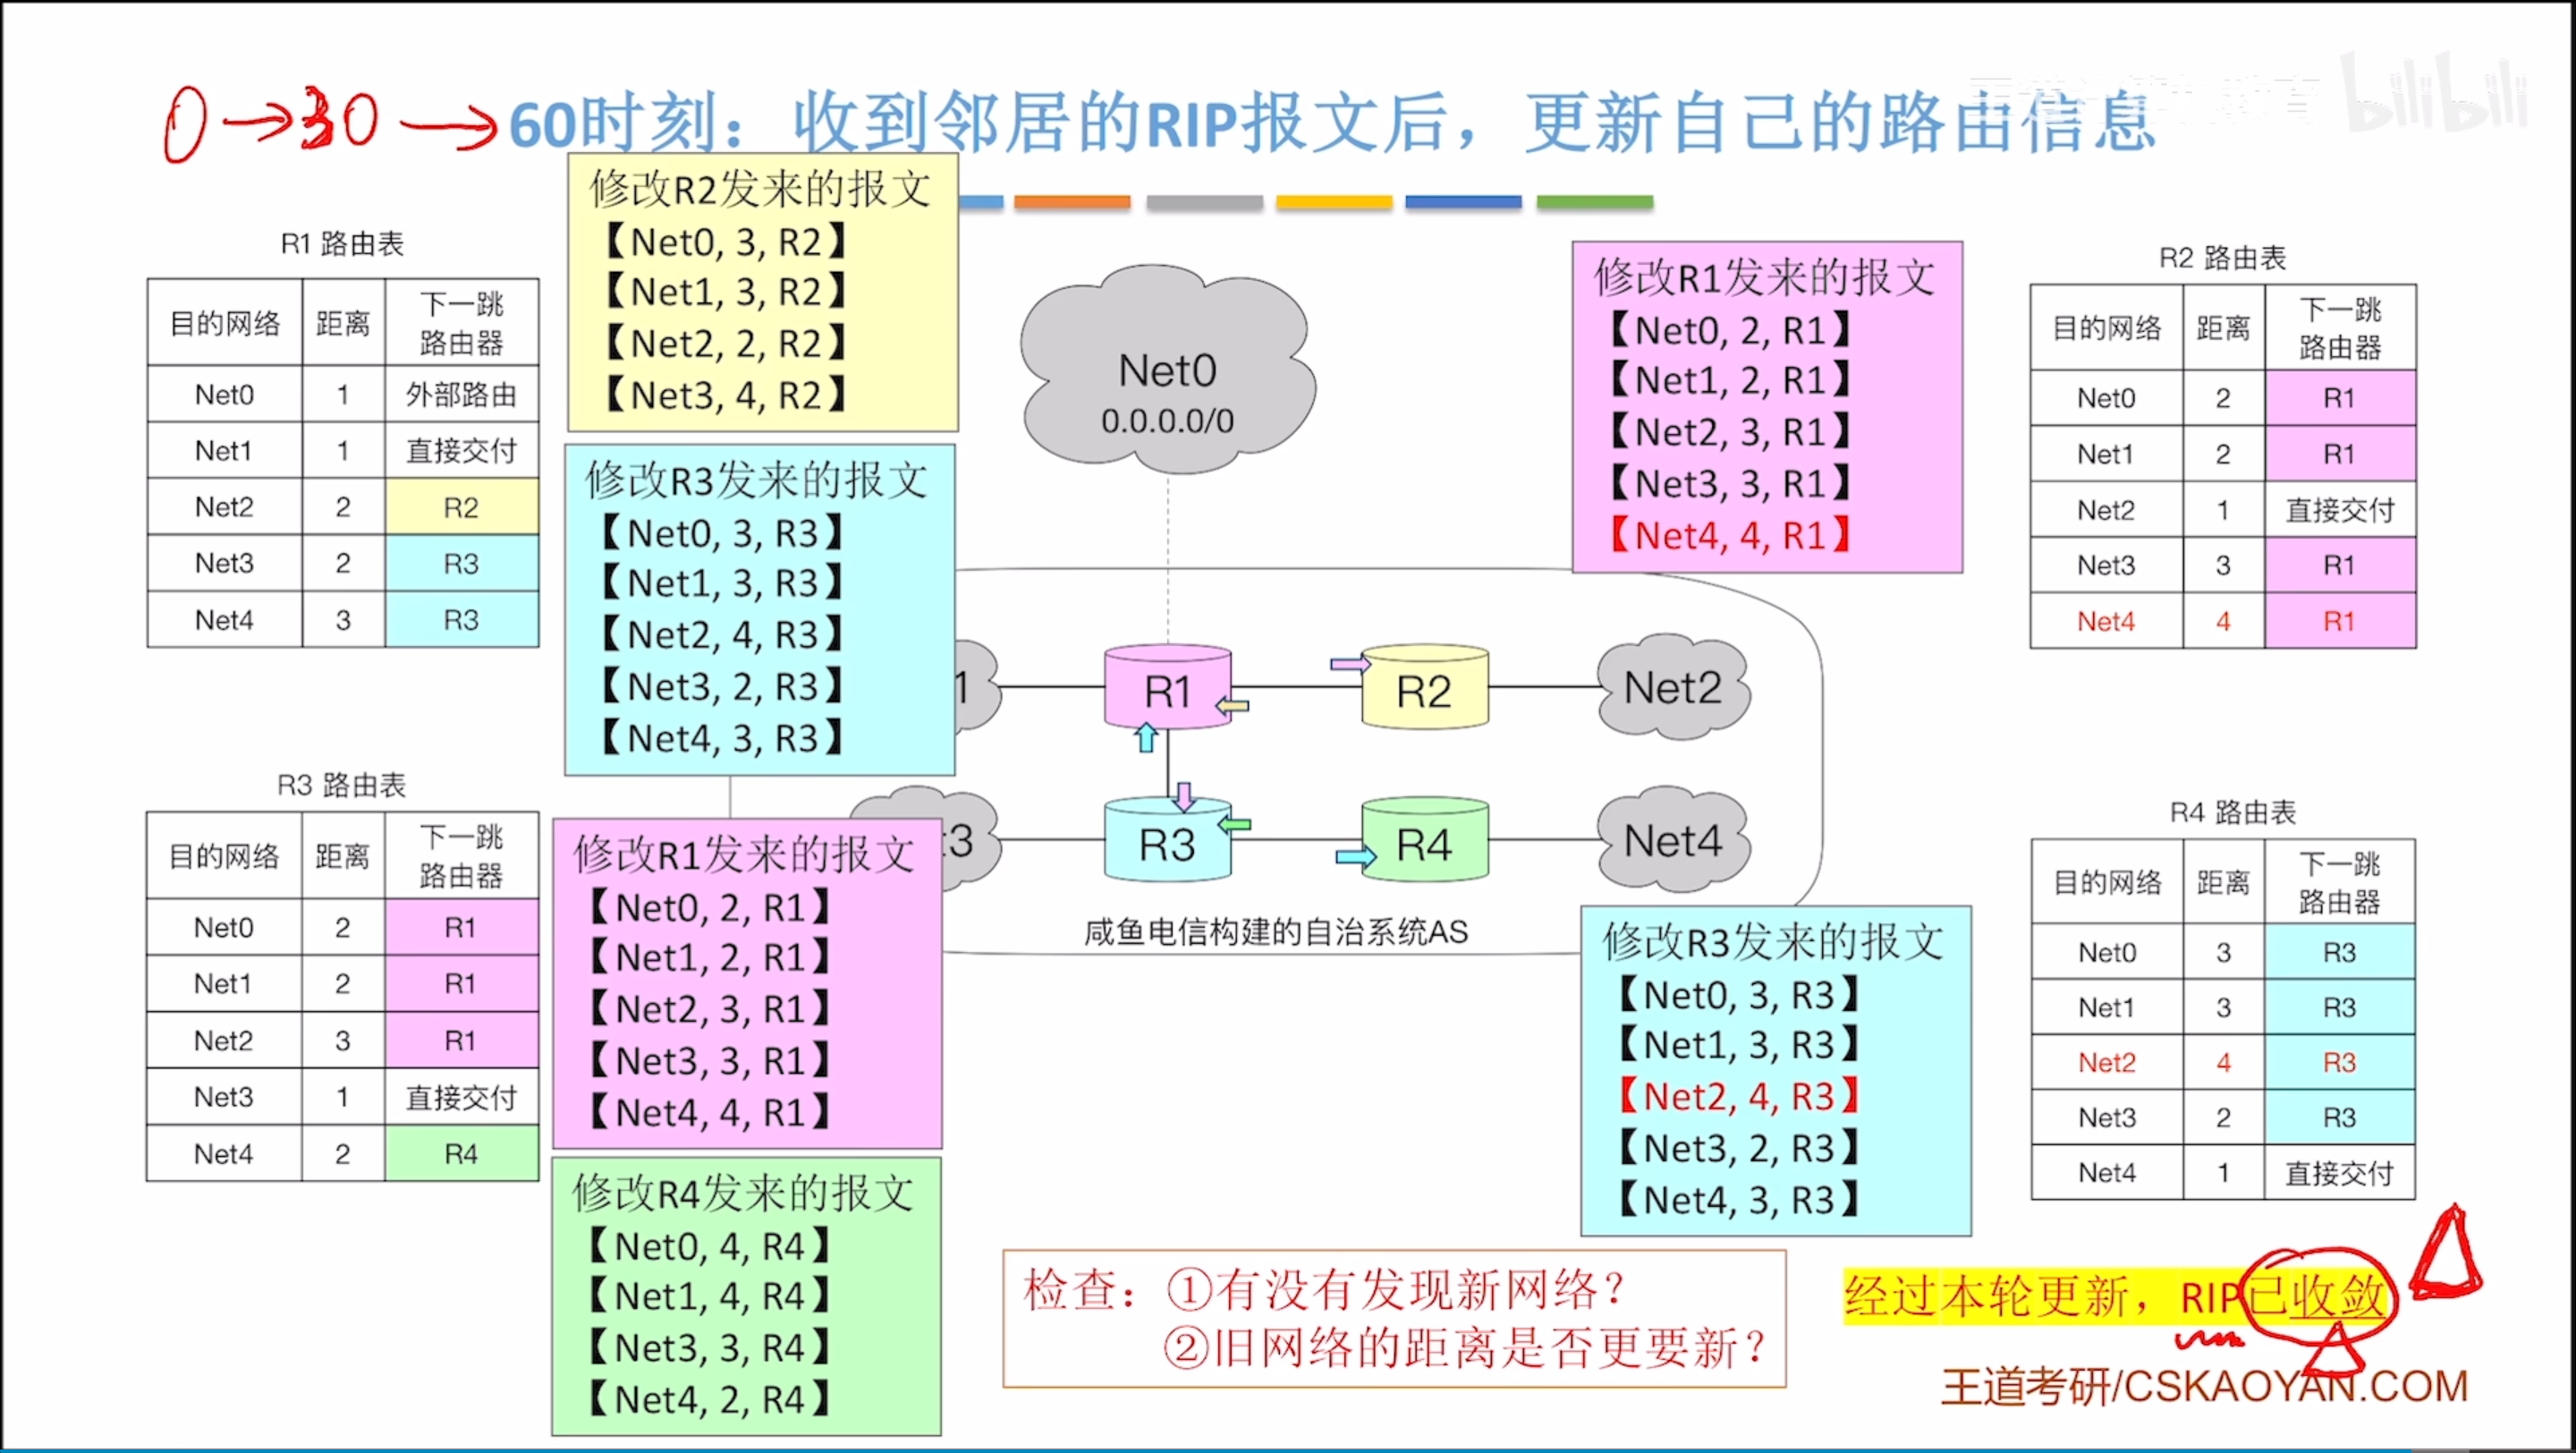 0→30→60时刻：收到邻居的RIP报文后，更新自己的路由信息
bilibili
修改R2发来的报文
【Net0, 3, R2】
【Net1, 3, R2】
【Net2, 2, R2】
【Net3, 4, R2】
R1 路由表
目的网络 距离 下一跳路由器
Net0 1 外部路由
Net1 1 直接交付
Net2 2 R2
Net3 2 R3
Net4 3 R3
修改R3发来的报文
【Net0, 3, R3】
【Net1, 3, R3】
【Net2, 4, R3】
【Net3, 2, R3】
【Net4, 3, R3】
Net0
0.0.0.0/0
修改R1发来的报文
【Net0, 2, R1】
【Net1, 2, R1】
【Net2, 3, R1】
【Net3, 3, R1】
【Net4, 4, R1】
R2 路由表
目的网络 距离 下一跳路由器
Net0 2 R1
Net1 2 R1
Net2 1 直接交付
Net3 3 R1
Net4 4 R1
1 R1 R2 Net2
:3 R3 R4 Net4
咸鱼电信构建的自治系统AS
R3 路由表
目的网络 距离 下一跳路由器
Net0 2 R1
Net1 2 R1
Net2 3 R1
Net3 1 直接交付
Net4 2 R4
修改R1发来的报文
【Net0, 2, R1】
【Net1, 2, R1】
【Net2, 3, R1】
【Net3, 3, R1】
【Net4, 4, R1】
修改R4发来的报文
【Net0, 4, R4】
【Net1, 4, R4】
【Net3, 3, R4】
【Net4, 2, R4】
修改R3发来的报文
【Net0, 3, R3】
【Net1, 3, R3】
【Net2, 4, R3】
【Net3, 2, R3】
【Net4, 3, R3】
R4 路由表
目的网络 距离 下一跳路由器
Net0 3 R3
Net1 3 R3
Net2 4 R3
Net3 2 R3
Net4 1 直接交付
检查：①有没有发现新网络？
②旧网络的距离是否更要新？
经过本轮更新，RIP已收敛
王道考研/CSKAOYAN.COM